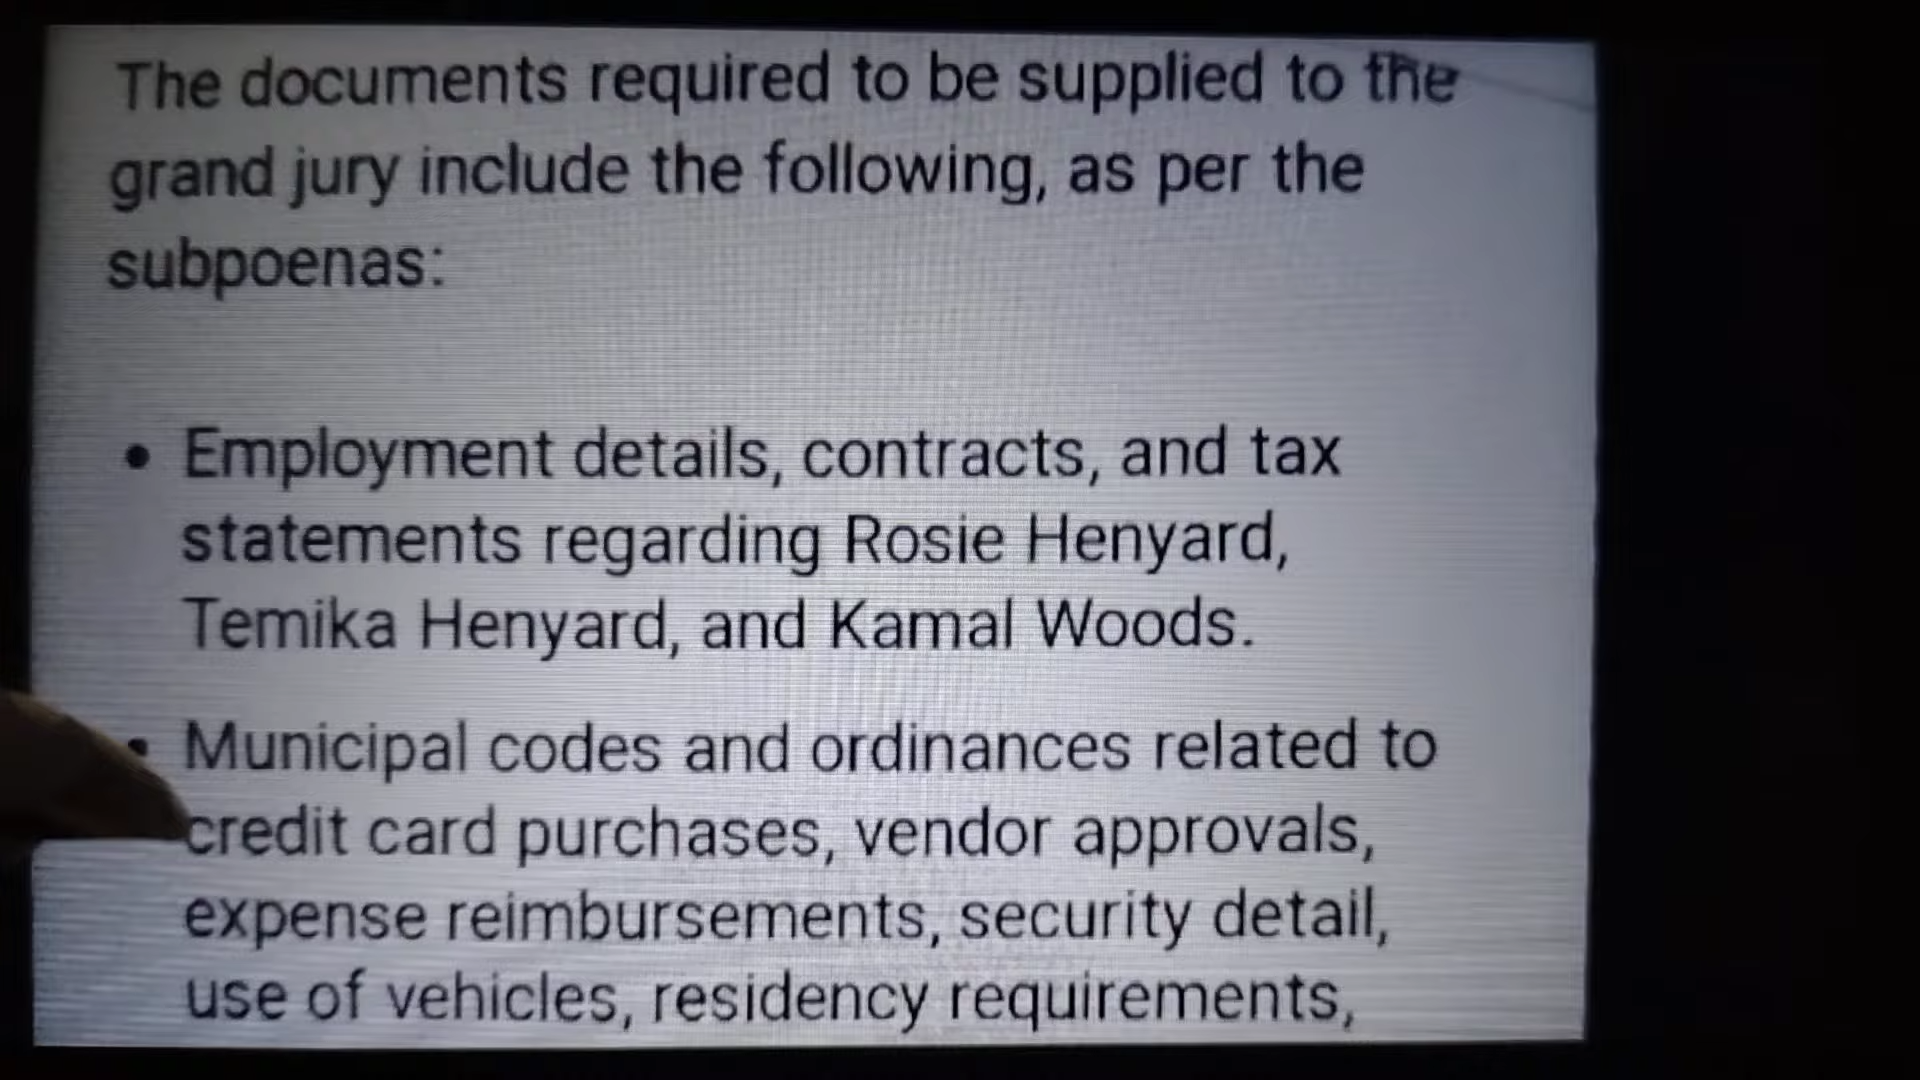 The documents required to be supplied to the
grand jury include the following, as per the
subpoenas:
• Employment details, contracts, and tax
statements regarding Rosie Henyard,
Temika Henyard, and Kamal Woods.
• Municipal codes and ordinances related to
credit card purchases, vendor approvals,
expense reimbursements, security detail,
use of vehicles, residency requirements,